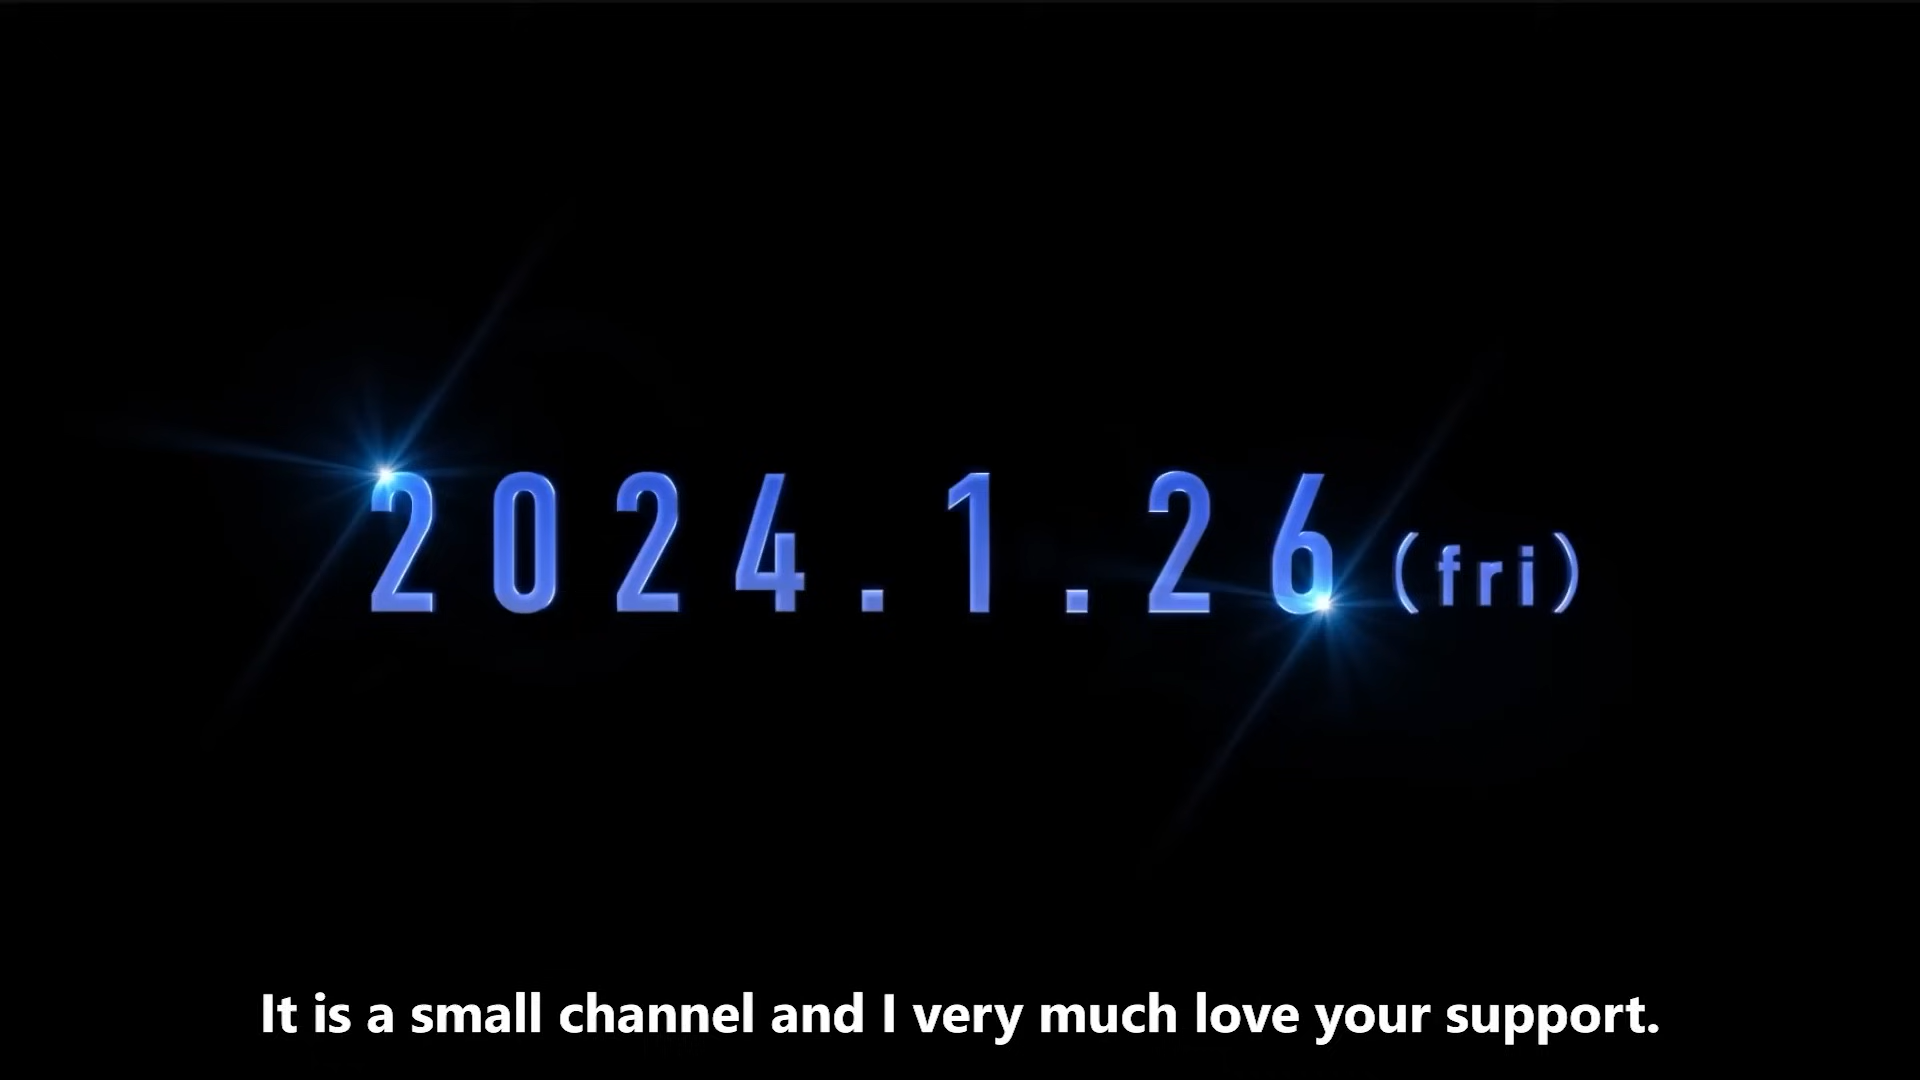 2024.1.26(fri)
It is a small channel and I very much love your support.